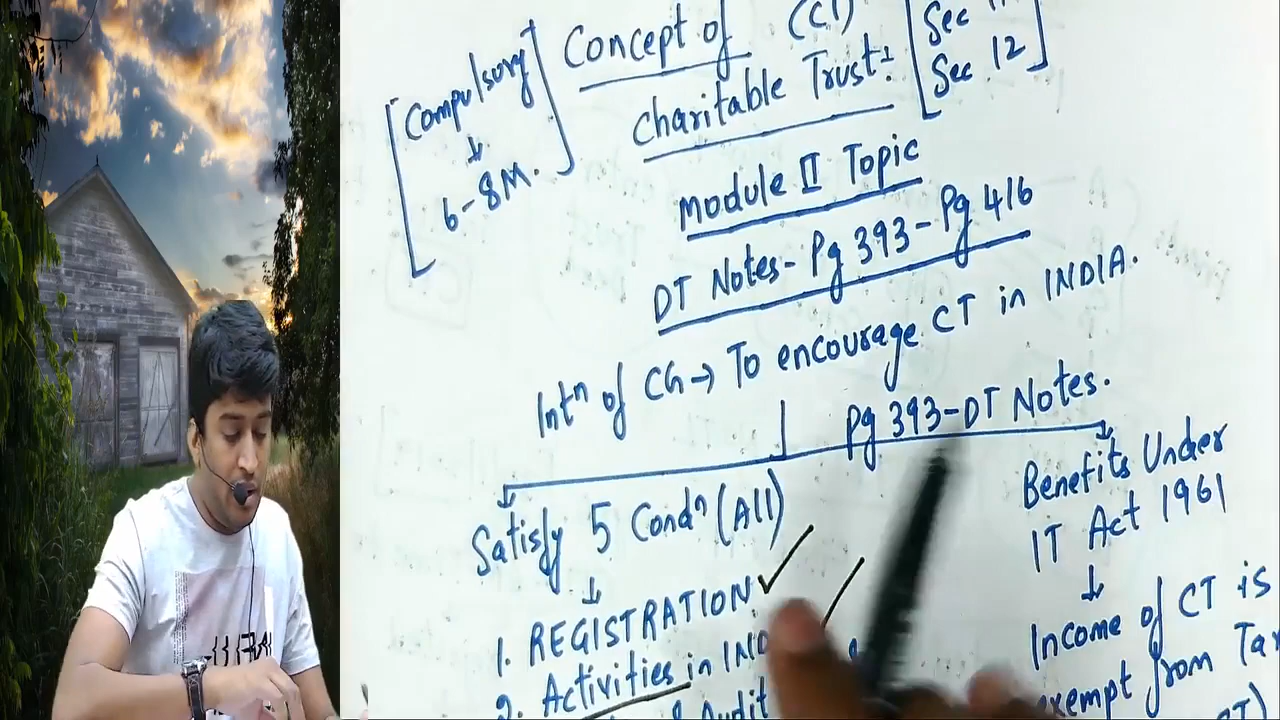 [Compulsory
↓
6-8M.]
Concept of (CT)
Charitable Trust:
Sec
Sec 12
Module II Topic
DT Notes - Pg 393 - Pg 416
Intn of CG → To encourage CT in INDIA.
Pg 393 - DT Notes.
Satisfy 5 Condn (All)
↓
1. REGISTRATION ✓
2. Activities in
& Audit
Benefits Under
IT Act 1961
↓
Income of CT is
exempt from